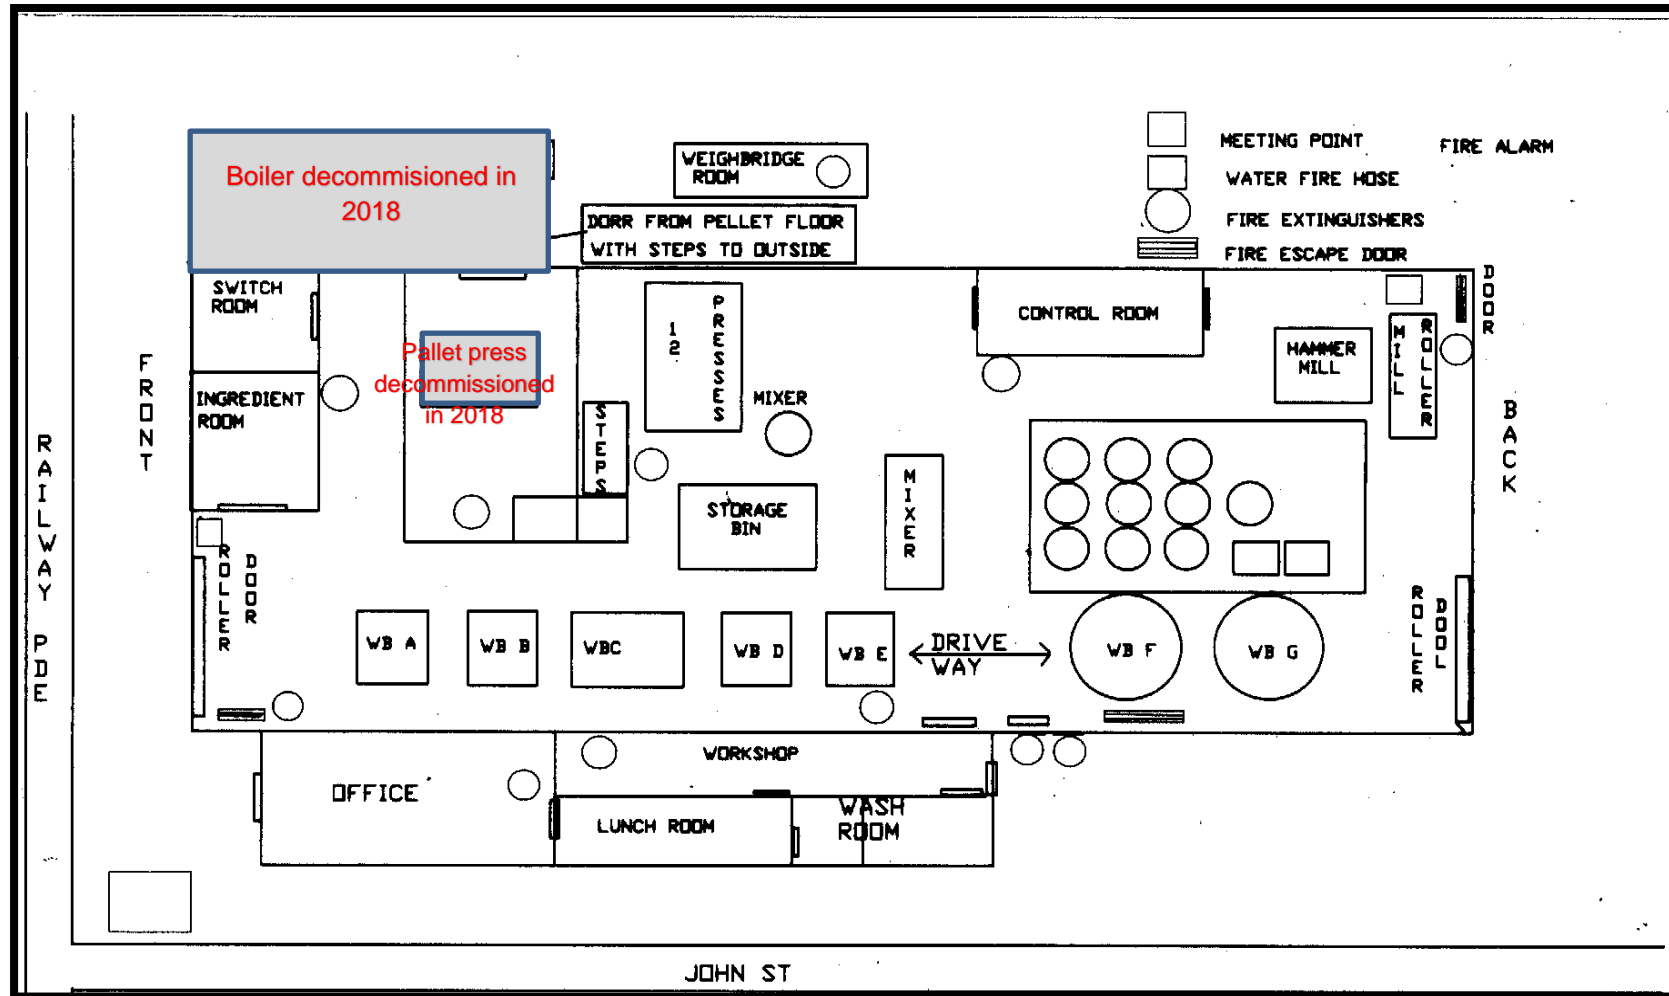 Boiler decommisioned in
2018
WEIGHBRIDGE
ROOM
MEETING POINT
FIRE ALARM
WATER FIRE HOSE
FIRE EXTINGUISHERS
FIRE ESCAPE DOOR
DORR FROM PELLET FLOOR
WITH STEPS TO OUTSIDE
SWITCH
ROOM
PRESSES
1
2
CONTROL ROOM
HAMMER
MILL
ROLLER
MILL
DOOR
FRONT
Pallet press
decommissioned
in 2018
INGREDIENT
ROOM
STEPS
MIXER
MIXER
STORAGE
BIN
BACK
RAILWAY PDE
ROLLER
DOOR
WB A
WB B
WBC
WB D
WB E
DRIVE
WAY
WB F
WB G
ROLLER
DOOL
OFFICE
WORKSHOP
LUNCH ROOM
WASH
ROOM
JOHN ST